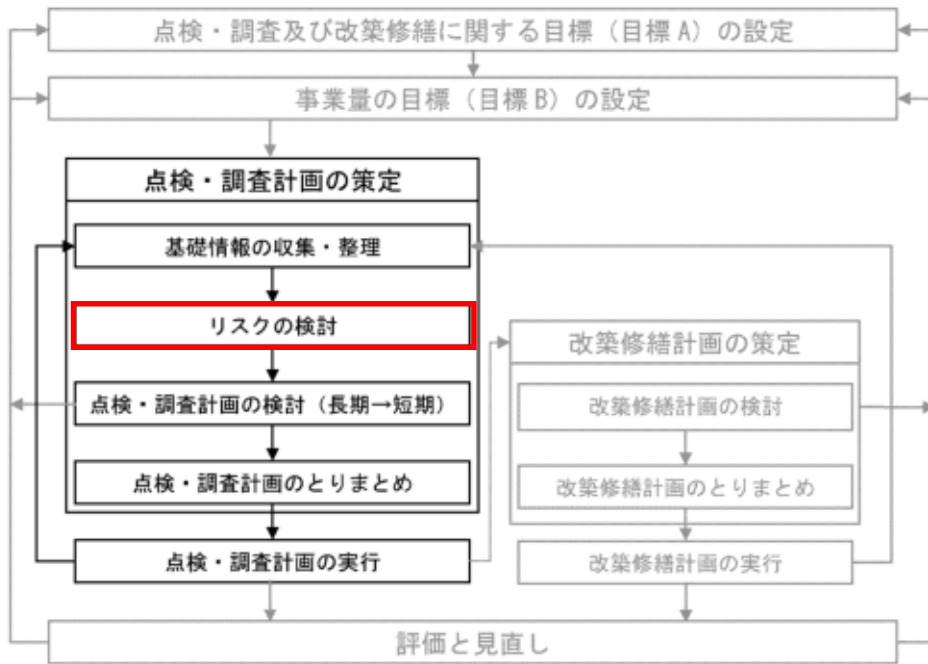 点検・調査及び改築修繕に関する目標（目標A）の設定
事業量の目標（目標B）の設定
点検・調査計画の策定
基礎情報の収集・整理
リスクの検討
点検・調査計画の検討（長期→短期）
点検・調査計画のとりまとめ
点検・調査計画の実行
改築修繕計画の策定
改築修繕計画の検討
改築修繕計画のとりまとめ
改築修繕計画の実行
評価と見直し